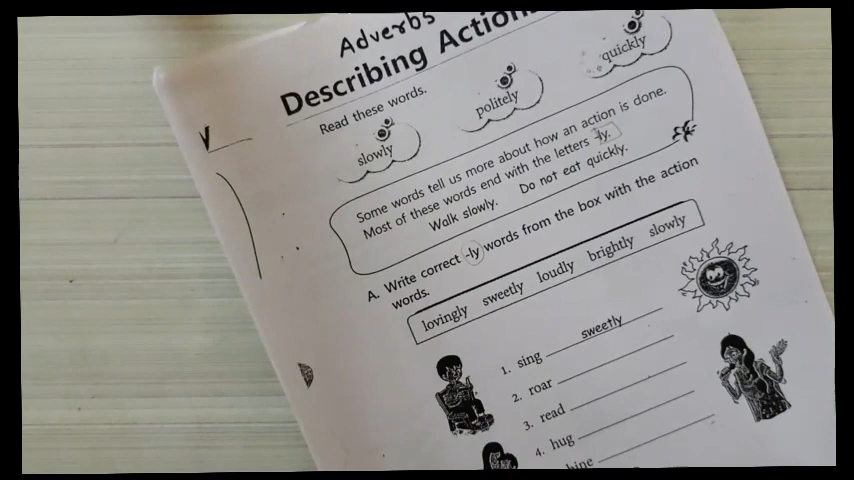 Adverbs
Describing Action
Read these words.
slowly
politely
quickly
Some words tell us more about how an action is done.
Most of these words end with the letters -ly.
Walk slowly. Do not eat quickly.
A. Write correct -ly words from the box with the action
words.
lovingly sweetly loudly brightly slowly
1. sing sweetly
2. roar
3. read
4. hug